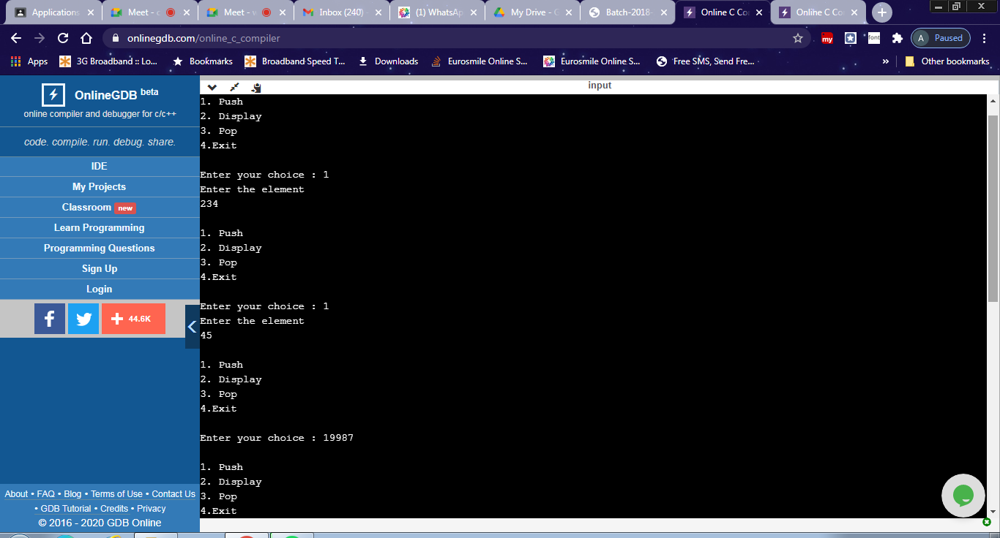 Applications
Meet - c
Meet - w
Inbox (240)
(1) WhatsAp
My Drive - G
Batch-2018-
Online C Co
Online C Co
onlinegdb.com/online_c_compiler
my
font
A Paused
Apps
3G Broadband :: Lo...
Bookmarks
Broadband Speed T...
Downloads
Eurosmile Online S...
Eurosmile Online S...
Free SMS, Send Fre...
»
Other bookmarks
OnlineGDB beta
online compiler and debugger for c/c++
code. compile. run. debug. share.
IDE
My Projects
Classroom new
Learn Programming
Programming Questions
Sign Up
Login
44.6K
About • FAQ • Blog • Terms of Use • Contact Us
• GDB Tutorial • Credits • Privacy
© 2016 - 2020 GDB Online
input
1. Push
2. Display
3. Pop
4.Exit
Enter your choice : 1
Enter the element
234
1. Push
2. Display
3. Pop
4.Exit
Enter your choice : 1
Enter the element
45
1. Push
2. Display
3. Pop
4.Exit
Enter your choice : 19987
1. Push
2. Display
3. Pop
4.Exit